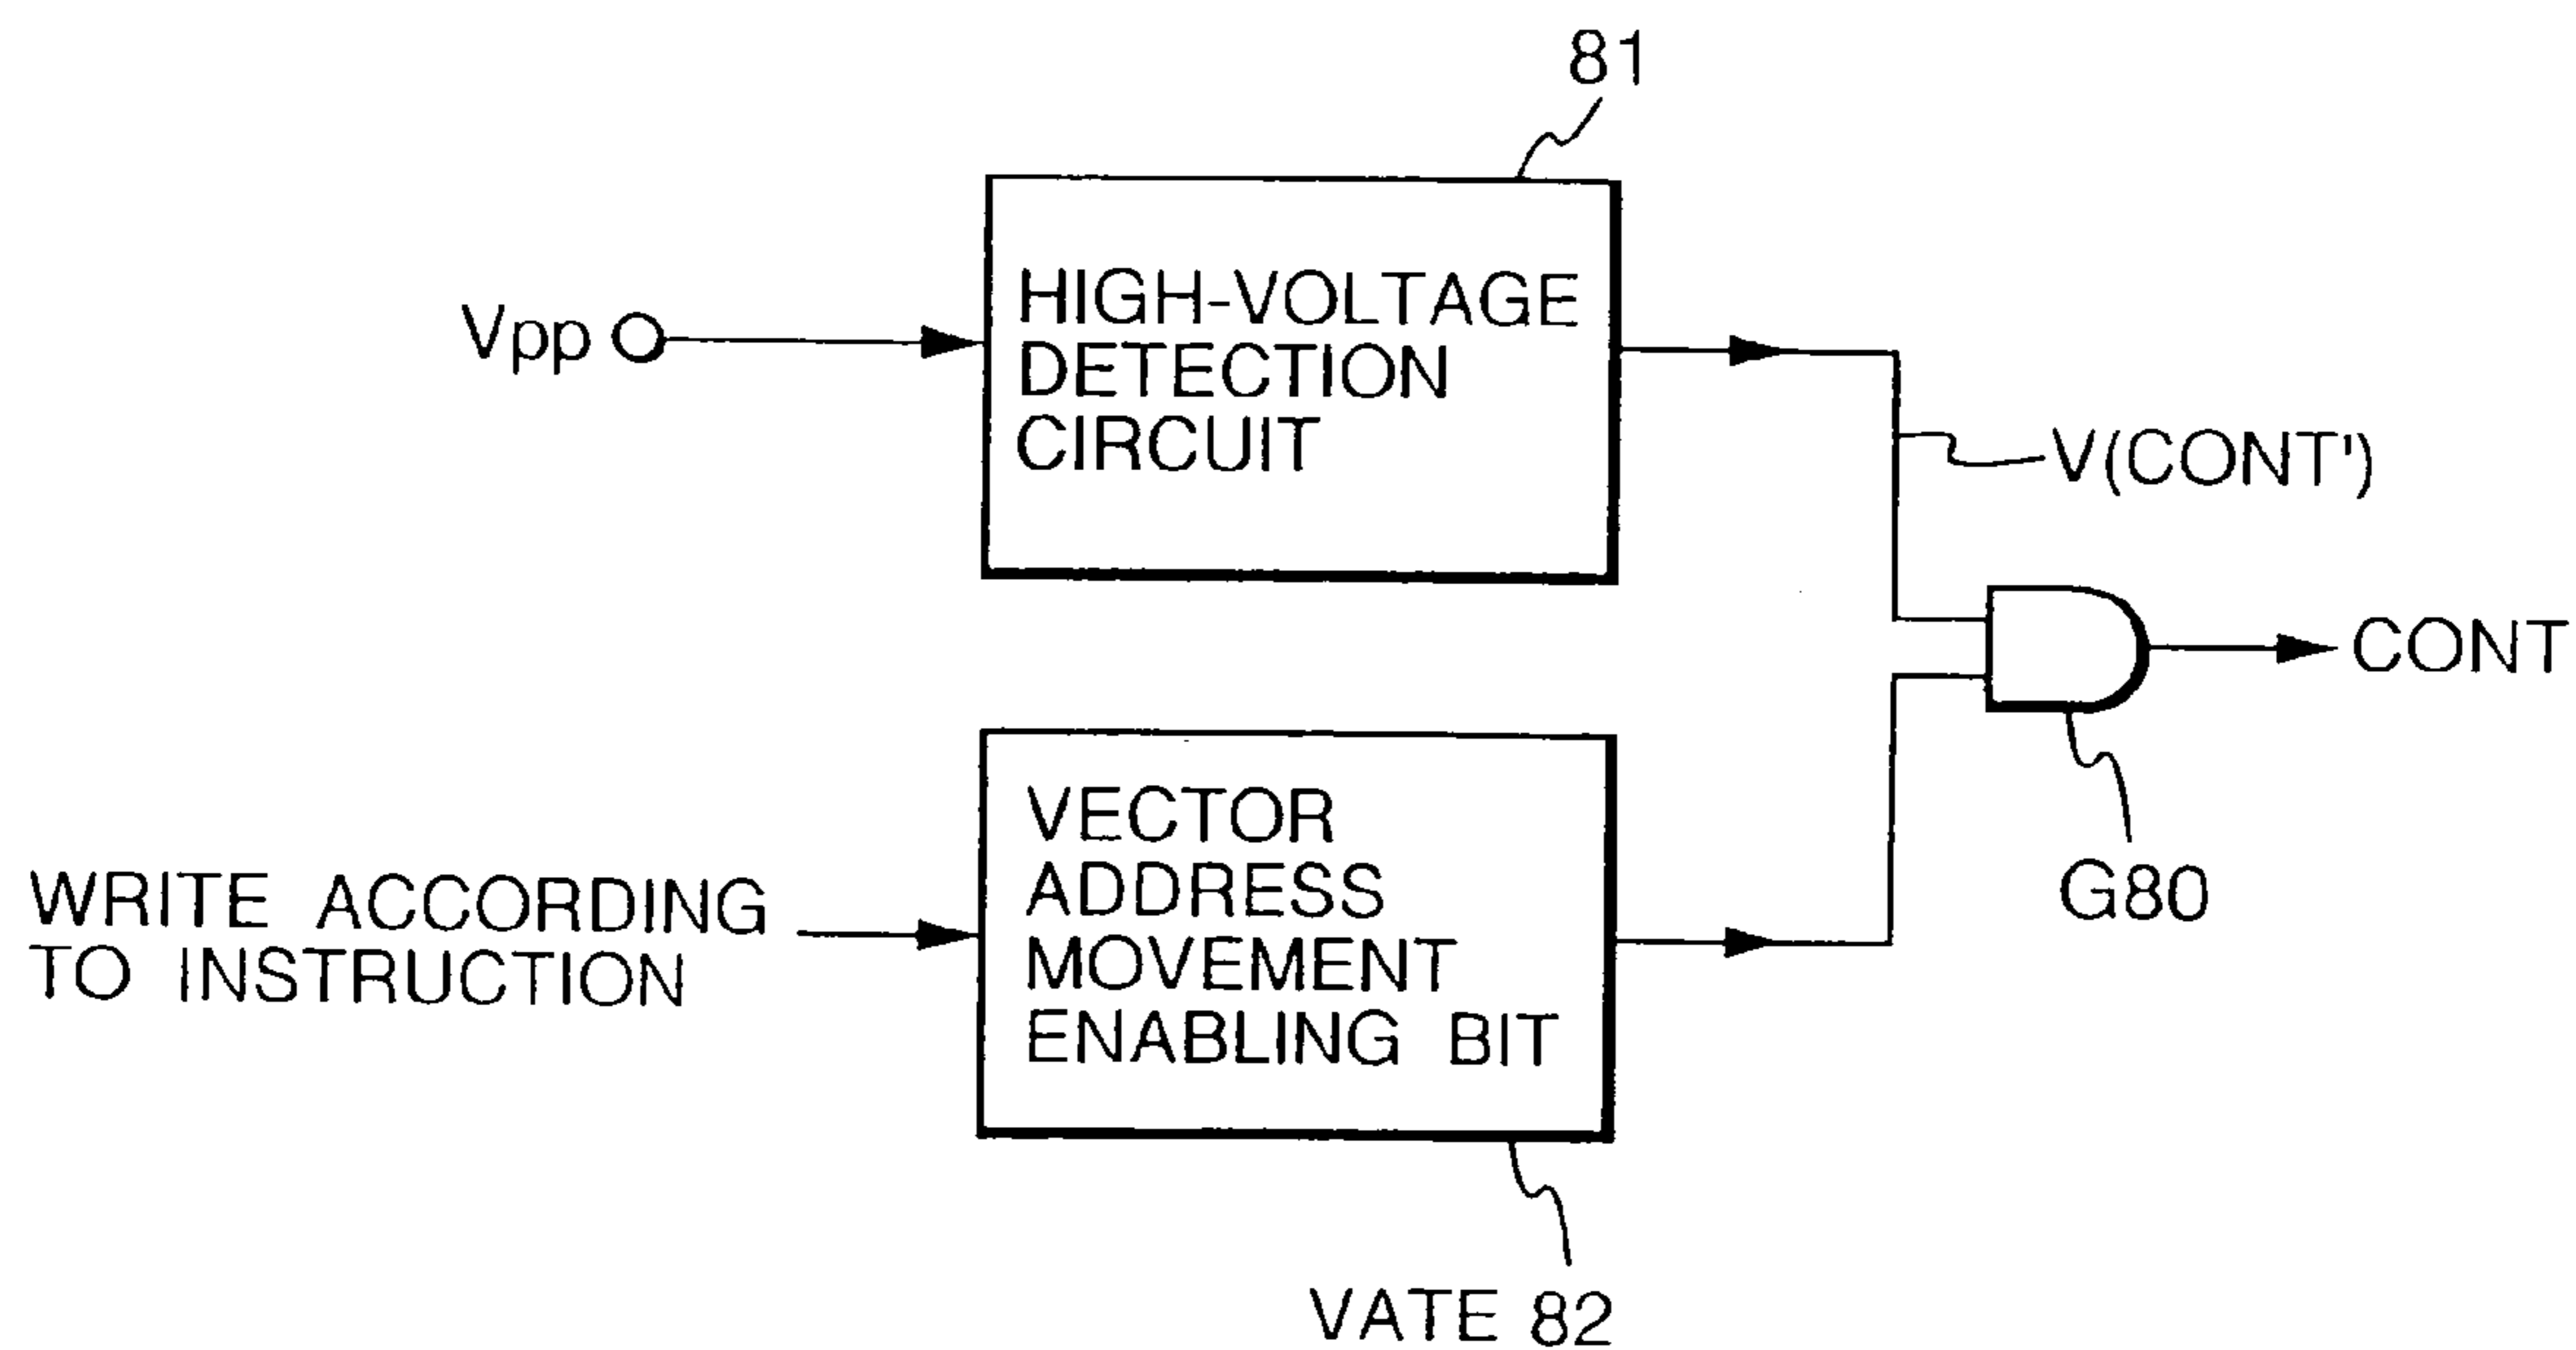 81
Vpp
HIGH-VOLTAGE
DETECTION
CIRCUIT
V(CONT')
CONT
G80
WRITE ACCORDING
TO INSTRUCTION
VECTOR
ADDRESS
MOVEMENT
ENABLING BIT
VATE 82